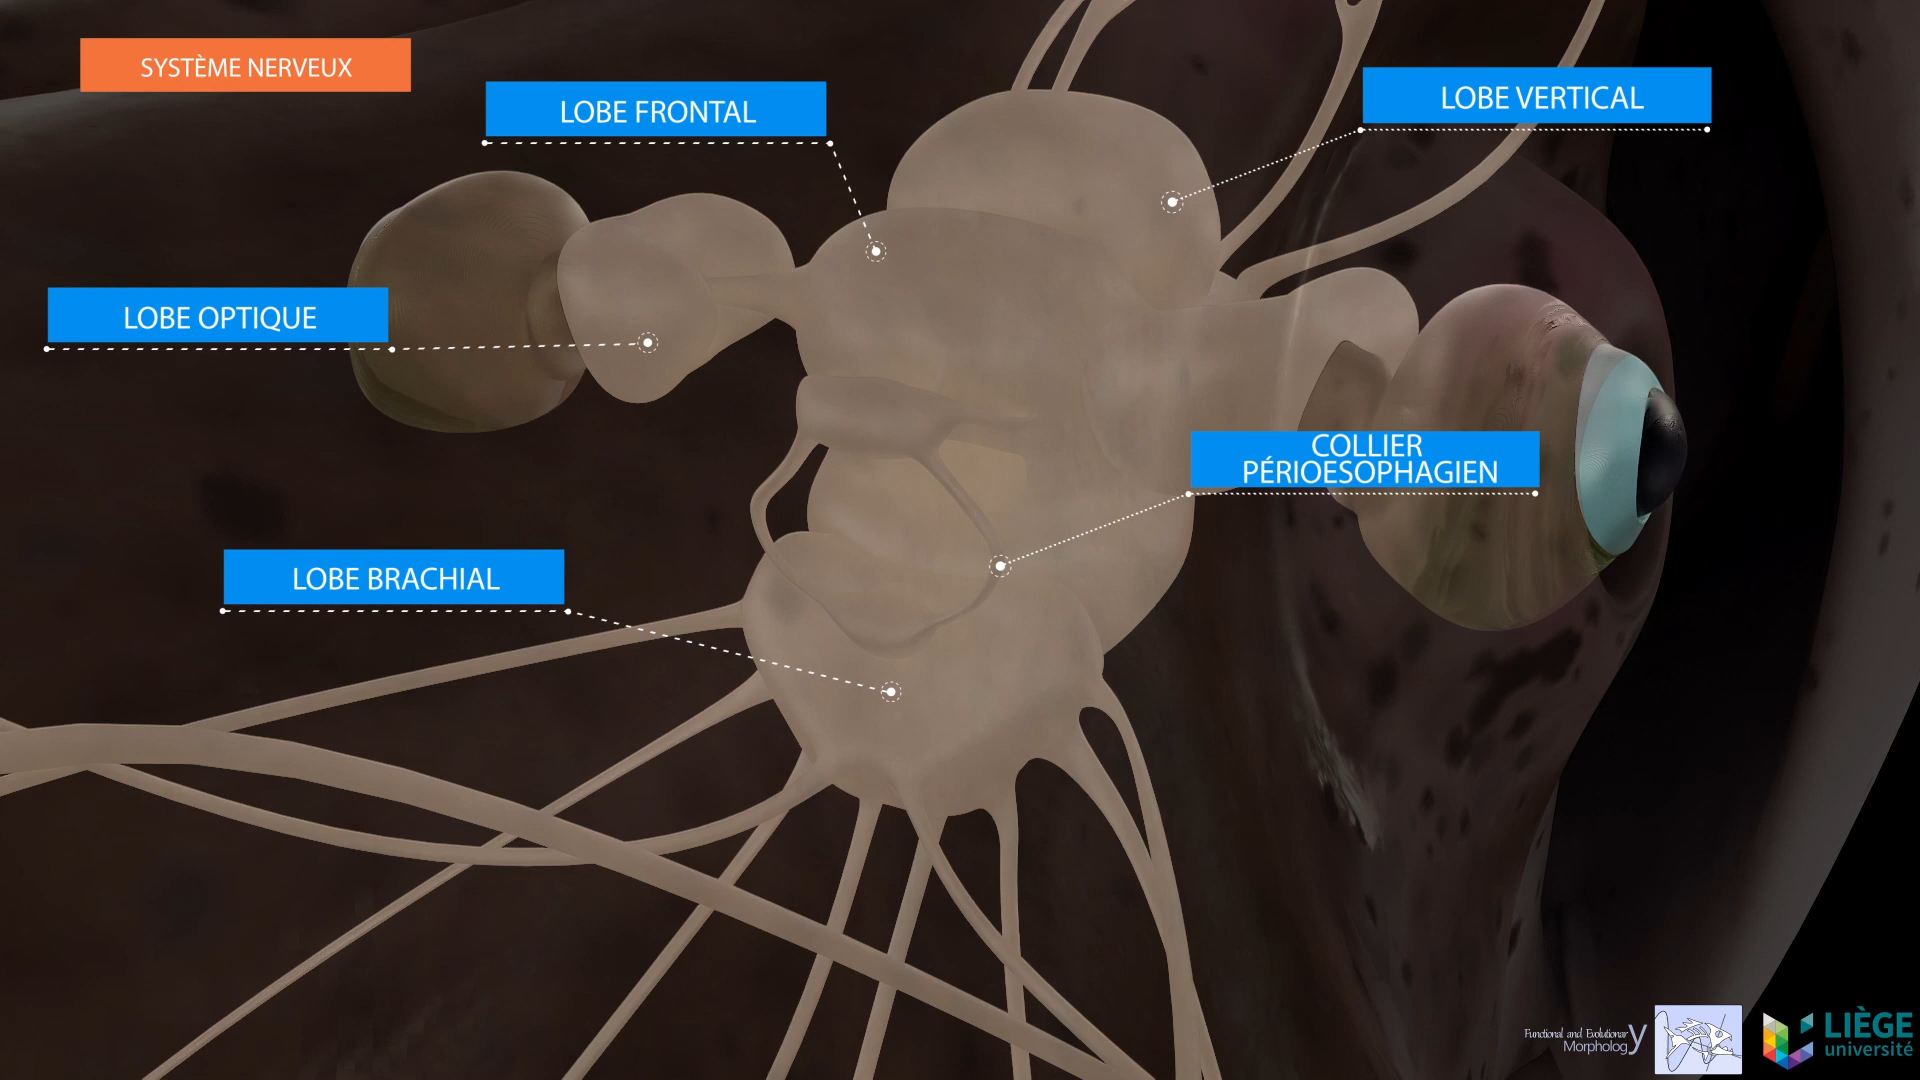 SYSTÈME NERVEUX
LOBE FRONTAL
LOBE VERTICAL
LOBE OPTIQUE
COLLIER
PÉRIOESOPHAGIEN
LOBE BRACHIAL
Functional and Evolutionary
Morphology
LIÈGE
université